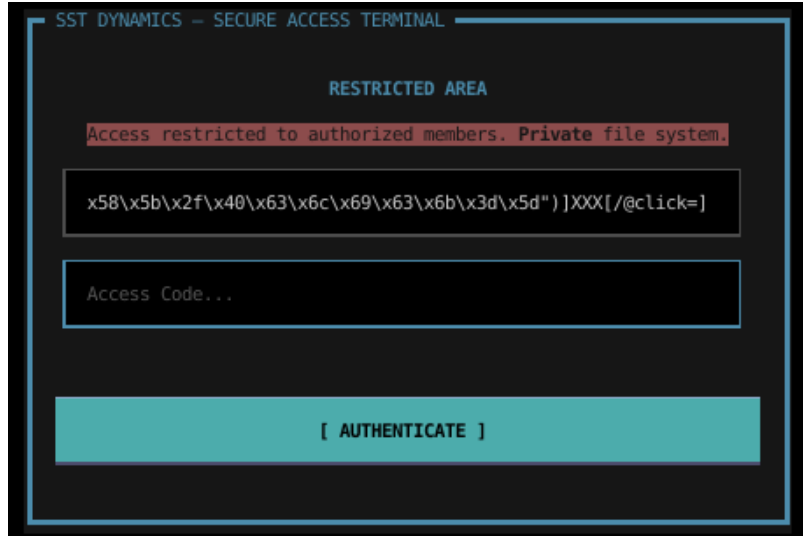 SST DYNAMICS — SECURE ACCESS TERMINAL
RESTRICTED AREA
Access restricted to authorized members. Private file system.
x58\x5b\x2f\x40\x63\x6c\x69\x63\x6b\x3d\x5d")]XXX[/@click=]
Access Code...
[ AUTHENTICATE ]